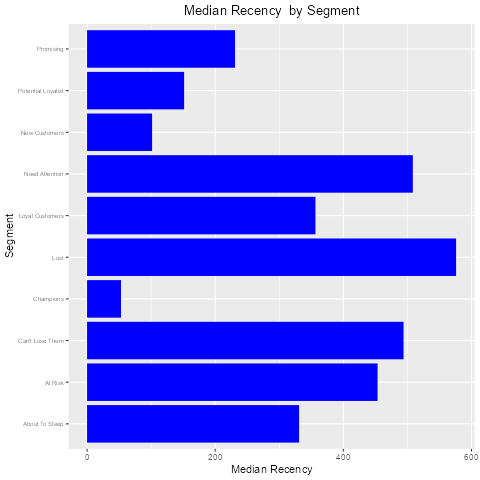 Median Recency  by Segment
Promising
Potential Loyalist
New Customers
Need Attention
Loyal Customers
Lost
Champions
Can't Lose Them
At Risk
About To Sleep
Segment
0 200 400 600
Median Recency